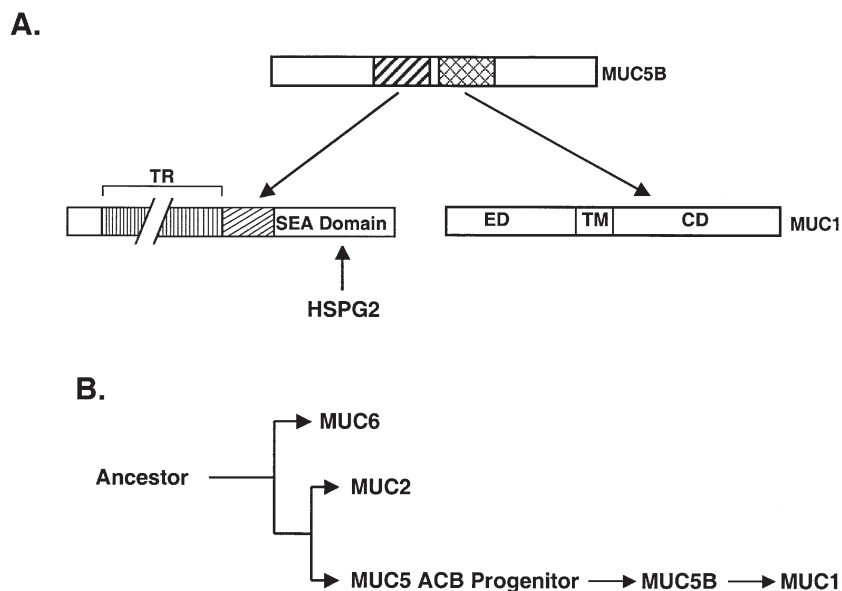 A.
MUC5B
TR
SEA Domain
ED TM CD MUC1
HSPG2
B.
MUC6
Ancestor
MUC2
MUC5 ACB Progenitor MUC5B MUC1